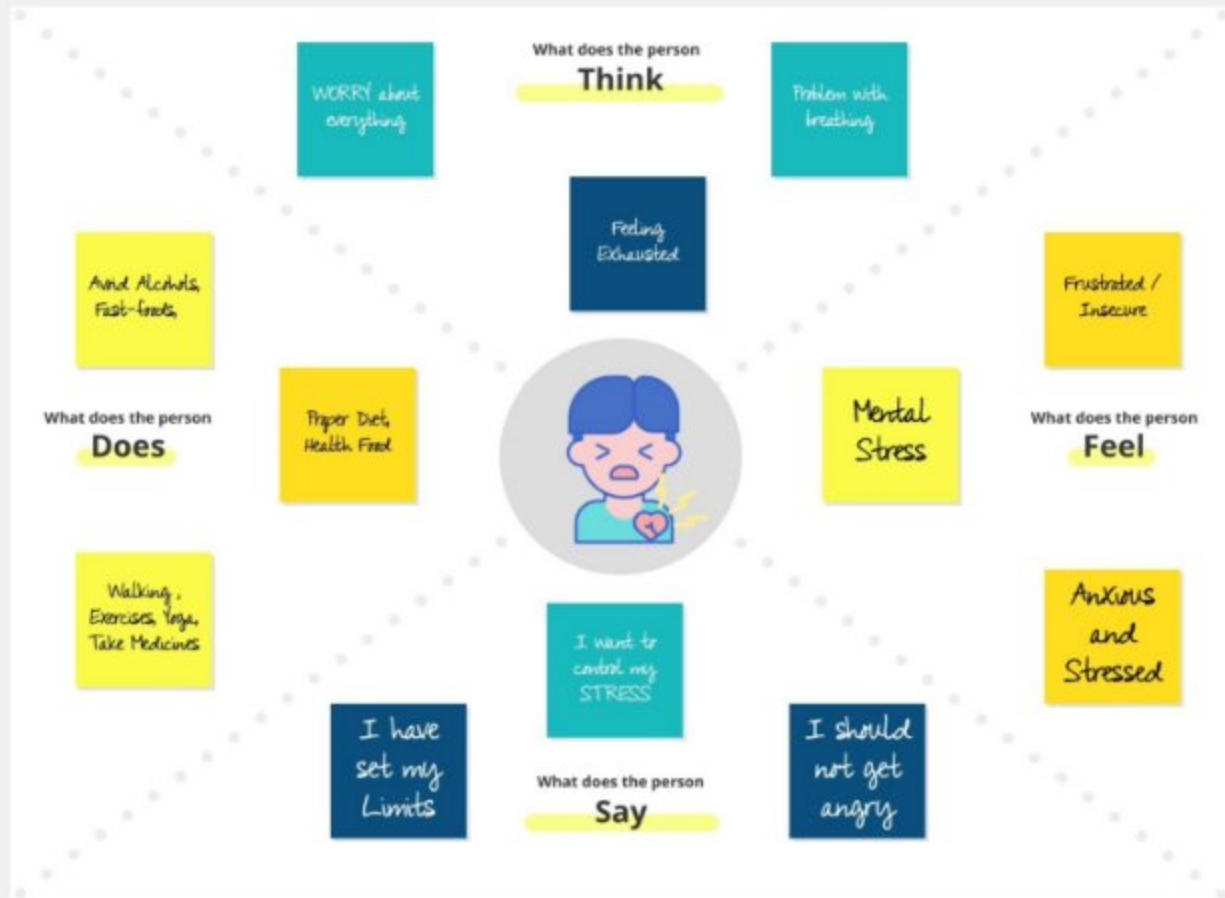 What does the person
Think
WORRY about
everything
Problem with
breathing
Feeling
Exhausted
Avoid Alcohols,
Fast-foods,
What does the person
Does
Proper Diet,
Health Food
Walking,
Exercises, Yoga,
Take Medicines
Frustrated /
Insecure
Mental
Stress
What does the person
Feel
Anxious
and
Stressed
I want to
control my
STRESS
I have
set my
Limits
I should
not get
angry
What does the person
Say